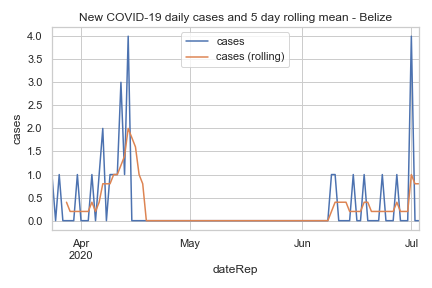 New COVID-19 daily cases and 5 day rolling mean - Belize
cases
cases (rolling)
4.0
3.5
3.0
2.5
2.0
1.5
1.0
0.5
0.0
cases
Apr
2020
May
Jun
Jul
dateRep